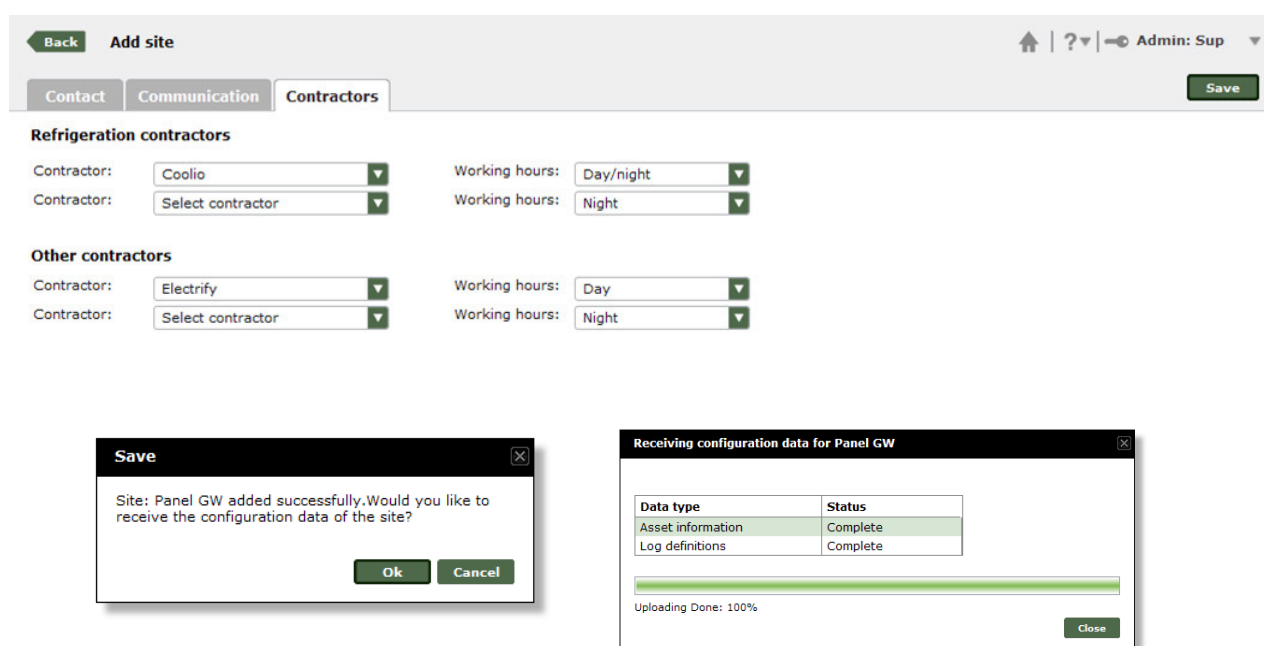 Back Add site ? Admin: Sup
Contact Communication Contractors Save
Refrigeration contractors
Contractor: Coolio Working hours: Day/night
Contractor: Select contractor Working hours: Night
Other contractors
Contractor: Electrify Working hours: Day
Contractor: Select contractor Working hours: Night
Save
Site: Panel GW added successfully.Would you like to
receive the configuration data of the site?
Ok Cancel
Receiving configuration data for Panel GW
Data type Status
Asset information Complete
Log definitions Complete
Uploading Done: 100%
Close